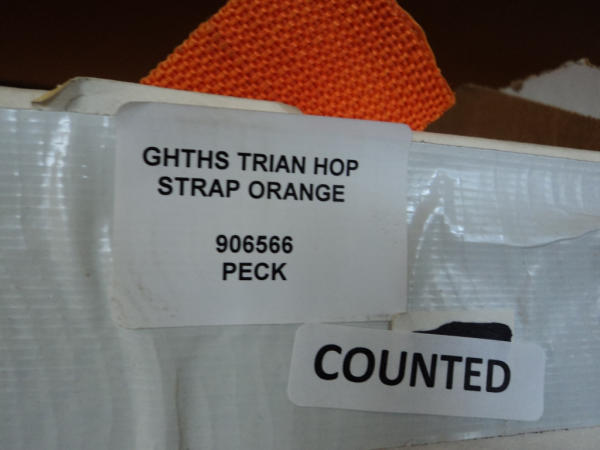 GHTHS TRIAN HOP
STRAP ORANGE
906566
PECK
COUNTED